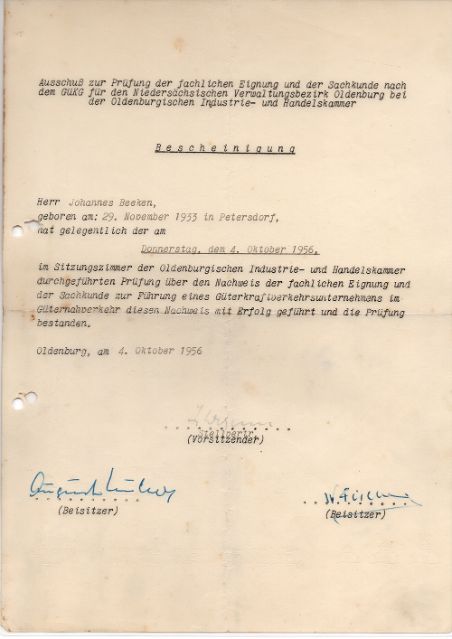 Ausschuß zur Prüfung der fachlichen Eignung und der Sachkunde nach
dem GüKG für den Niedersächsischen Verwaltungsbezirk Oldenburg bei
der Oldenburgischen Industrie- und Handelskammer
Bescheinigung
Herr Johannes Beeken,
geboren am: 29. November 1933 in Petersdorf,
hat gelegentlich der am
Donnerstag, dem 4. Oktober 1956,
im Sitzungszimmer der Oldenburgischen Industrie- und Handelskammer
durchgeführten Prüfung über den Nachweis der fachlichen Eignung und
der Sachkunde zur Führung eines Güterkraftverkehrsunternehmens im
Güternahverkehr diesen Nachweis mit Erfolg geführt und die Prüfung
bestanden.
Oldenburg, am 4. Oktober 1956
Stellvertr.
(Vorsitzender)
August
(Beisitzer)
(Beisitzer)